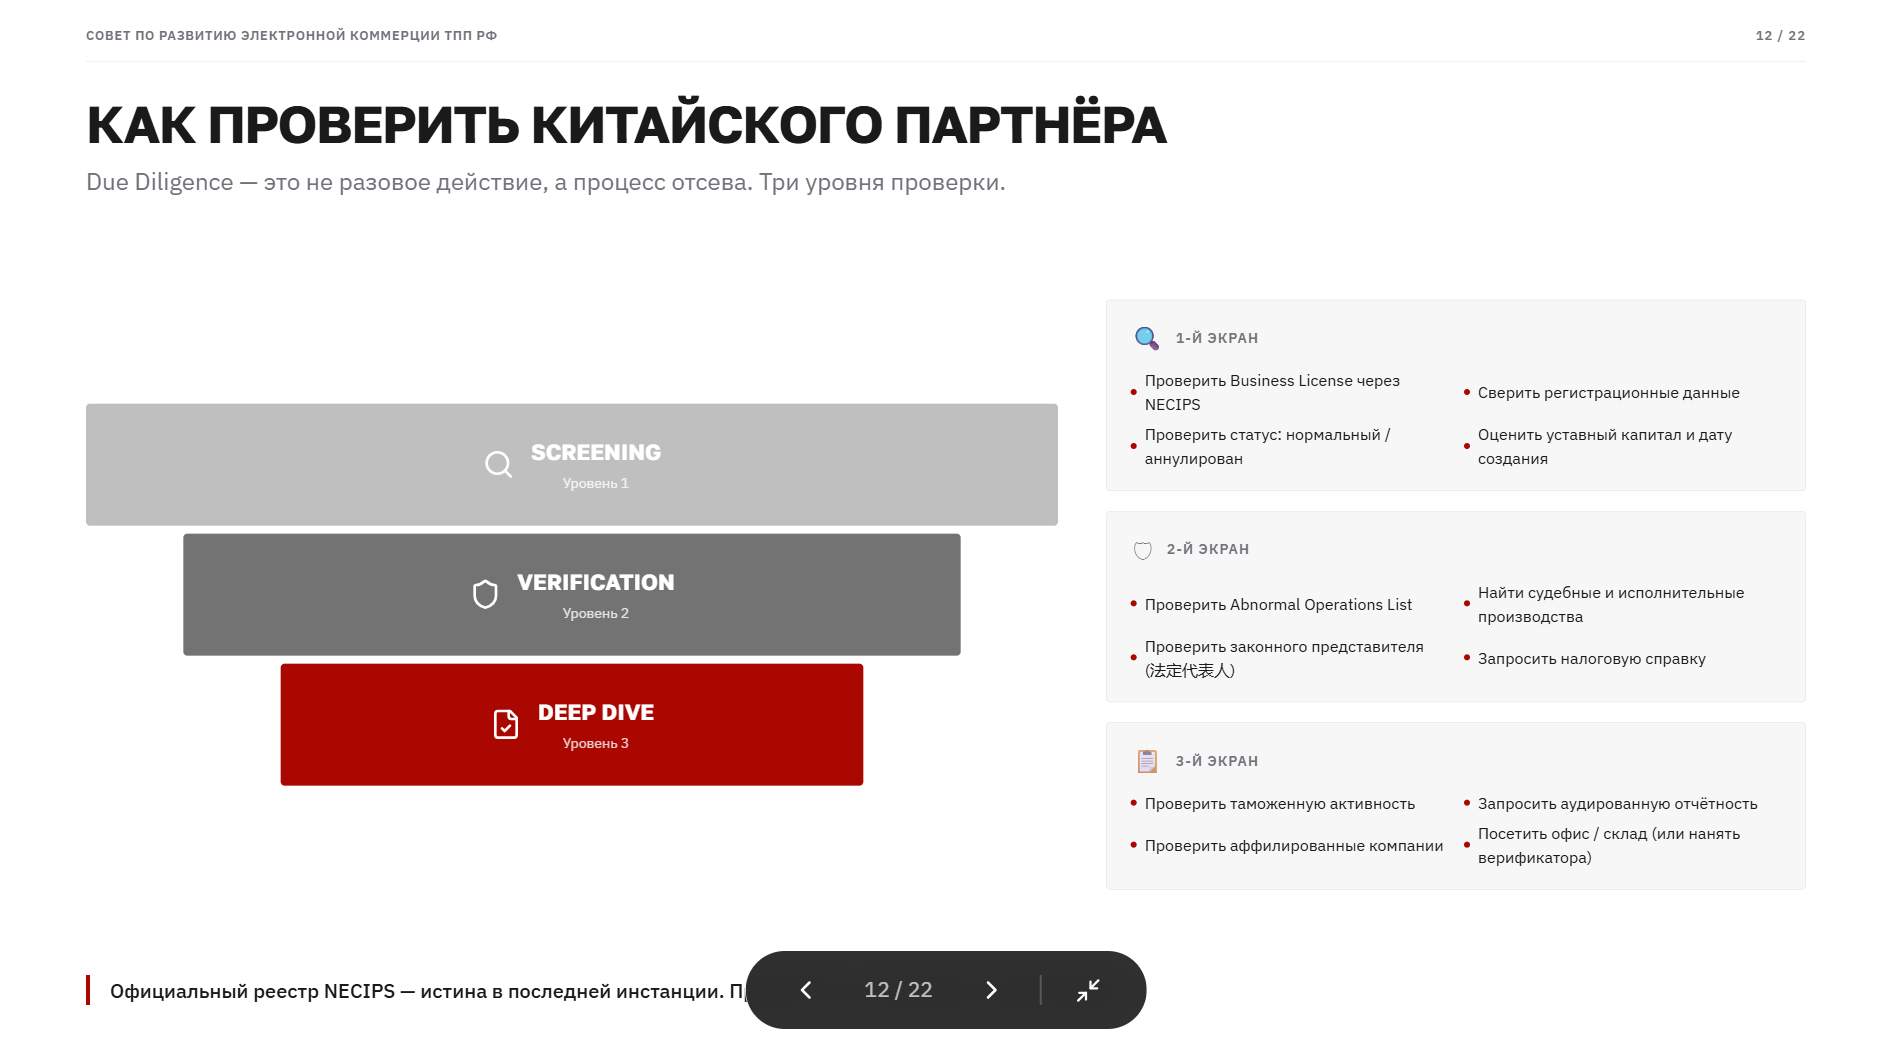 СОВЕТ ПО РАЗВИТИЮ ЭЛЕКТРОННОЙ КОММЕРЦИИ ТПП РФ
12 / 22
КАК ПРОВЕРИТЬ КИТАЙСКОГО ПАРТНЁРА
Due Diligence — это не разовое действие, а процесс отсева. Три уровня проверки.
SCREENING
Уровень 1
VERIFICATION
Уровень 2
DEEP DIVE
Уровень 3
1-Й ЭКРАН
Проверить Business License через
NECIPS
Сверить регистрационные данные
Проверить статус: нормальный /
аннулирован
Оценить уставный капитал и дату
создания
2-Й ЭКРАН
Проверить Abnormal Operations List
Найти судебные и исполнительные
производства
Проверить законного представителя
(法定代表人)
Запросить налоговую справку
3-Й ЭКРАН
Проверить таможенную активность
Запросить аудированную отчётность
Проверить аффилированные компании
Посетить офис / склад (или нанять
верификатора)
Официальный реестр NECIPS — истина в последней инстанции.
12 / 22